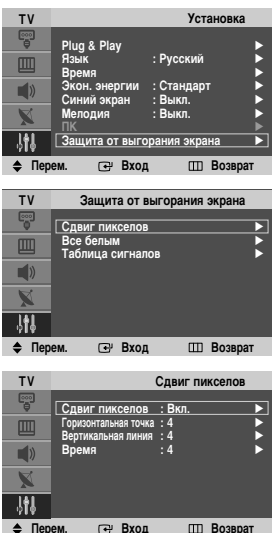 TV Установка
Plug & Play
Язык : Русский
Время
Экон. энергии : Стандарт
Синий экран : Выкл.
Мелодия : Выкл.
ПК
Защита от выгорания экрана
Перем. Вход Возврат
TV Защита от выгорания экрана
Сдвиг пикселов
Все белым
Таблица сигналов
Перем. Вход Возврат
TV Сдвиг пикселов
Сдвиг пикселов : Вкл.
Горизонтальная точка : 4
Вертикальная линия : 4
Время : 4
Перем. Вход Возврат